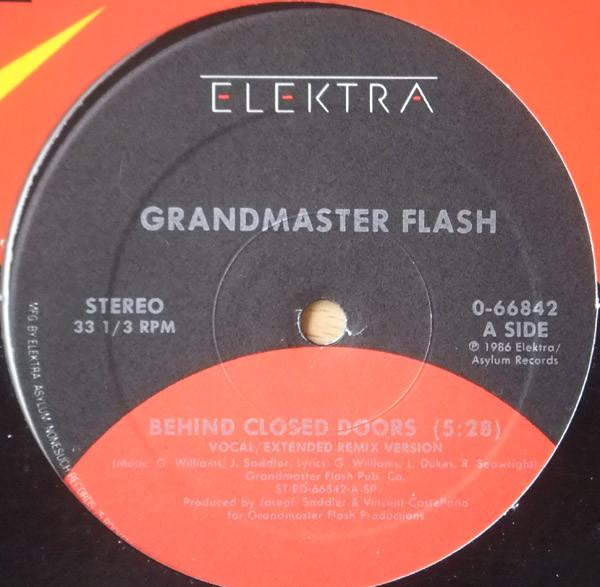 ELEKTRA
GRANDMASTER FLASH
STEREO
33 1/3 RPM
0-66842
A SIDE
℗ 1986 Elektra/
Asylum Records
BEHIND CLOSED DOORS (5:28)
VOCAL/EXTENDED REMIX VERSION
(Music: G. Williams, J. Saddler, Lyrics: G. Williams, L. Dukes, R. Seawright)
Grandmaster Flash Pub. Co.
ST-ED-66842-A-SP
Produced by Joseph Saddler & Vincent Castellano
for Grandmaster Flash Productions
MFG. BY ELEKTRA ASYLUM NONESUCH RECORDS